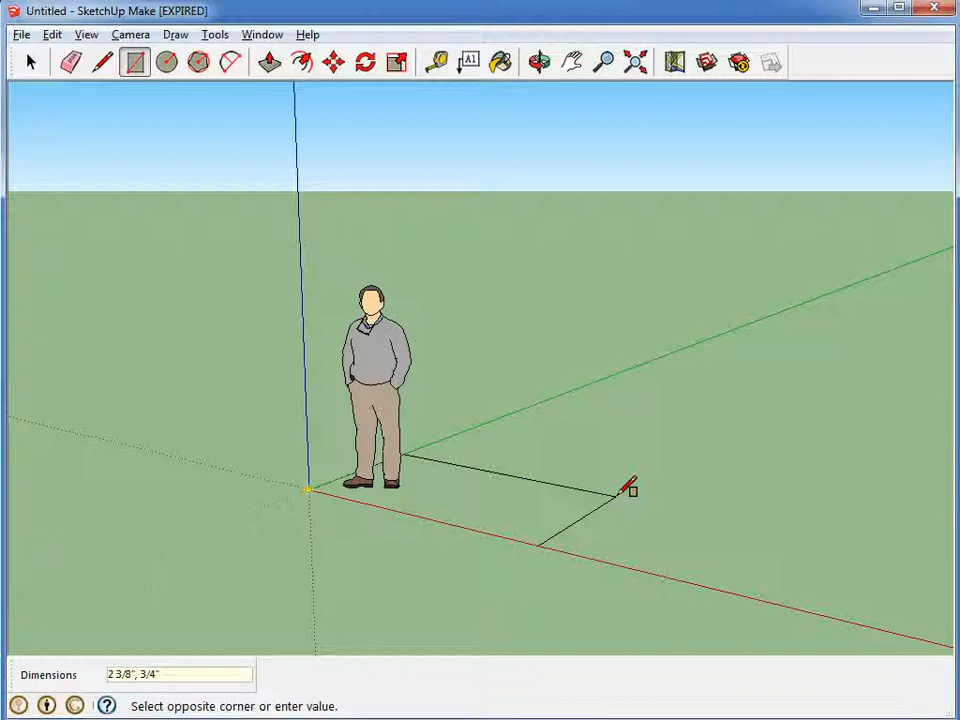 Untitled - SketchUp Make [EXPIRED]
File Edit View Camera Draw Tools Window Help
A1
Dimensions 2 3/8", 3/4"
Select opposite corner or enter value.